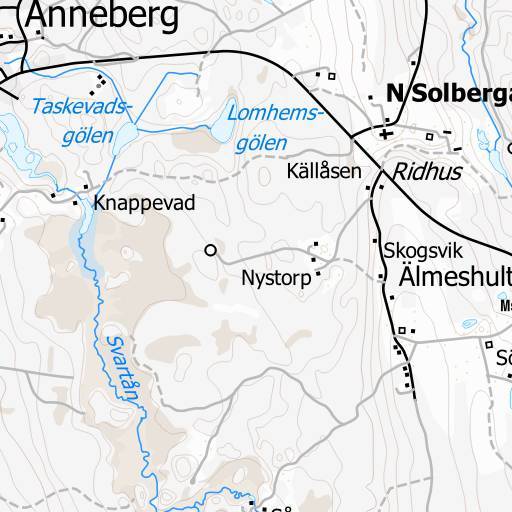 Anneberg
N Solberga
Taskevads-
gölen
Lomhems-
gölen
Källåsen
Ridhus
Knappevad
Skogsvik
Nystorp
Älmeshult
Svartån